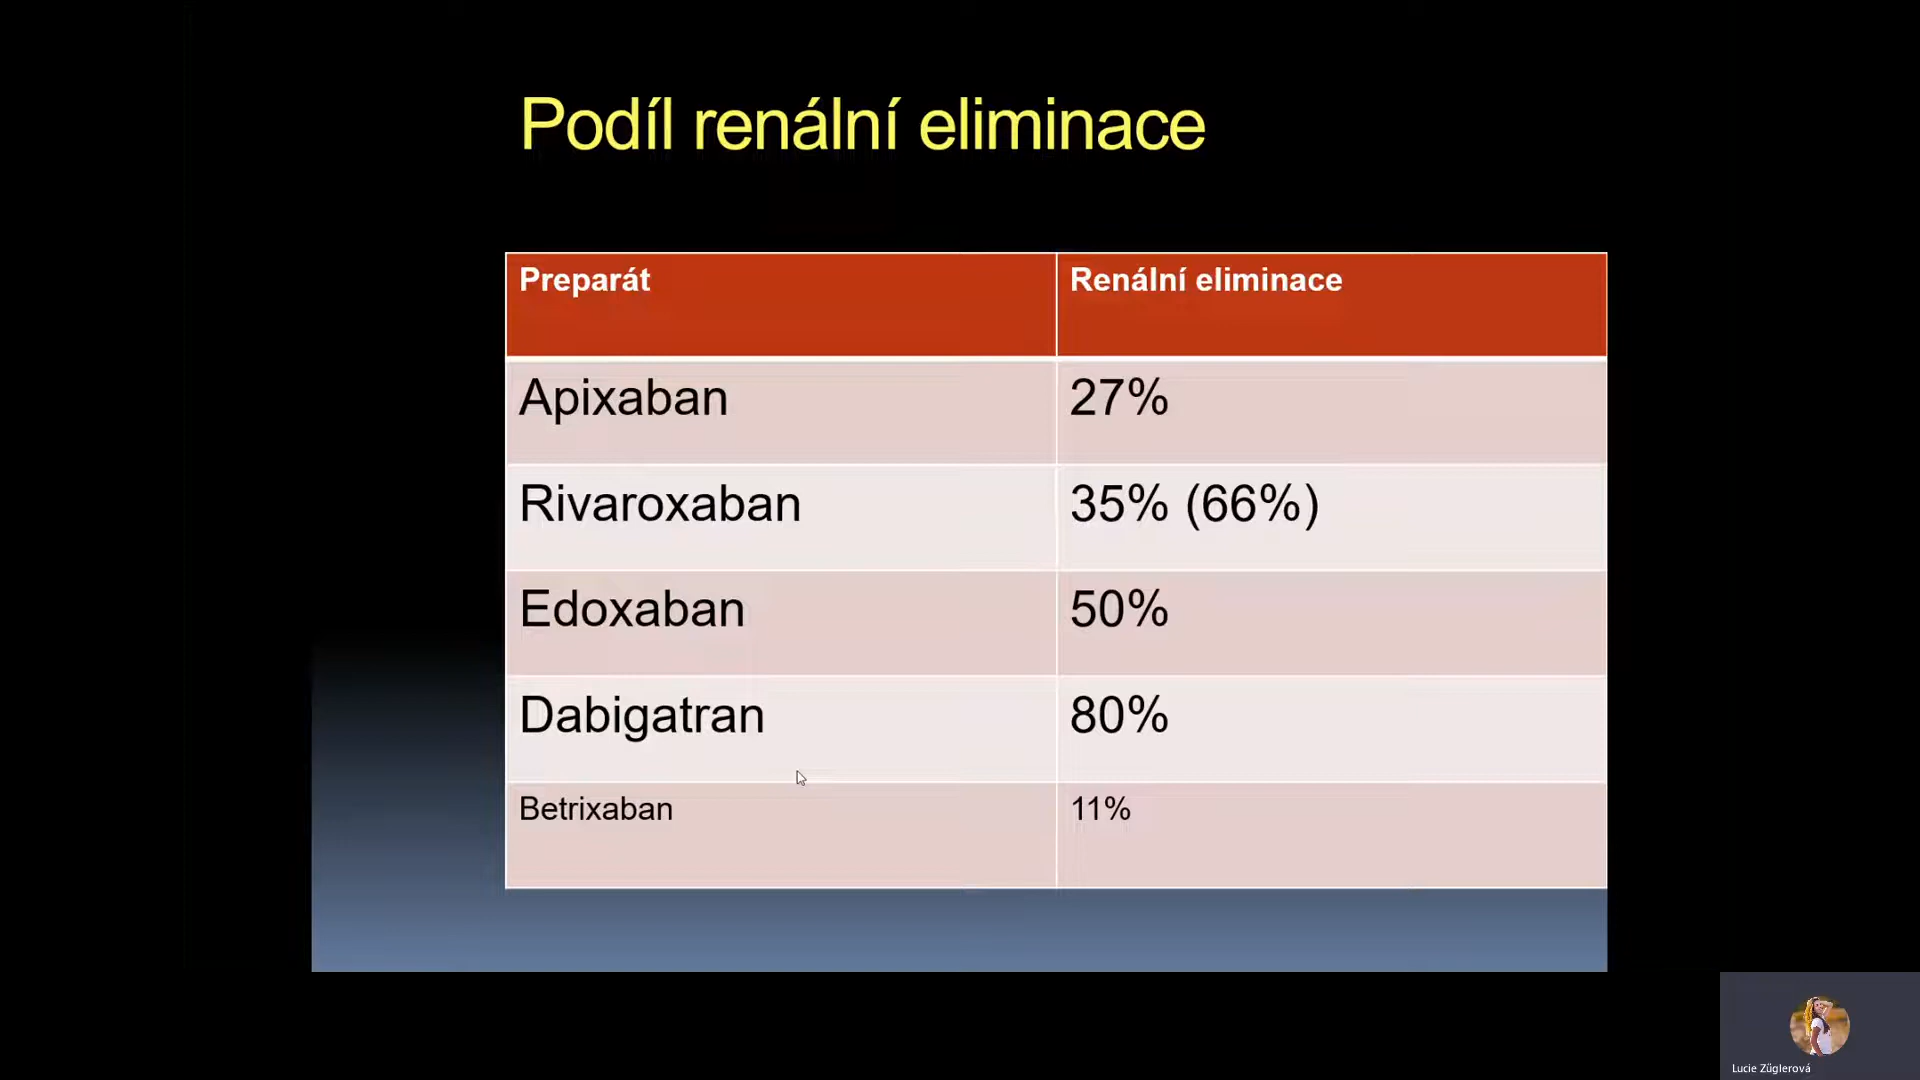 Podíl renální eliminace
Preparát Renální eliminace
Apixaban 27%
Rivaroxaban 35% (66%)
Edoxaban 50%
Dabigatran 80%
Betrixaban 11%
Lucie Züglerová